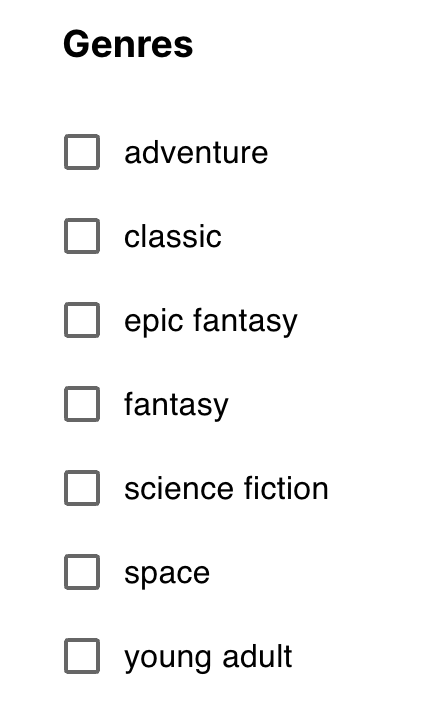 Genres
adventure
classic
epic fantasy
fantasy
science fiction
space
young adult